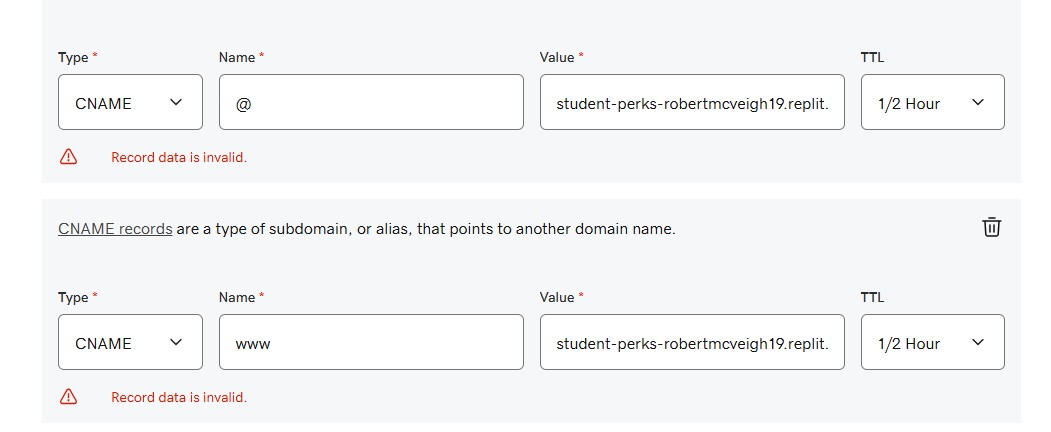 Type * Name * Value * TTL
CNAME @ student-perks-robertmcveigh19.replit. 1/2 Hour
Record data is invalid.
CNAME records are a type of subdomain, or alias, that points to another domain name.
Type * Name * Value * TTL
CNAME www student-perks-robertmcveigh19.replit. 1/2 Hour
Record data is invalid.